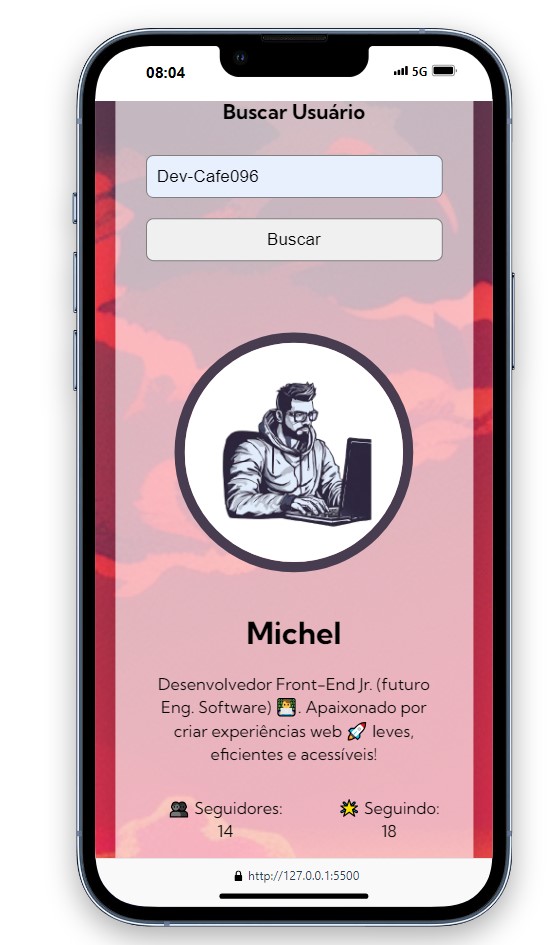 08:04
5G
Buscar Usuário
Dev-Cafe096
Buscar
Michel
Desenvolvedor Front-End Jr. (futuro
Eng. Software) 👨‍💻. Apaixonado por
criar experiências web 🚀 leves,
eficientes e acessíveis!
👥 Seguidores:
14
🌟 Seguindo:
18
http://127.0.0.1:5500